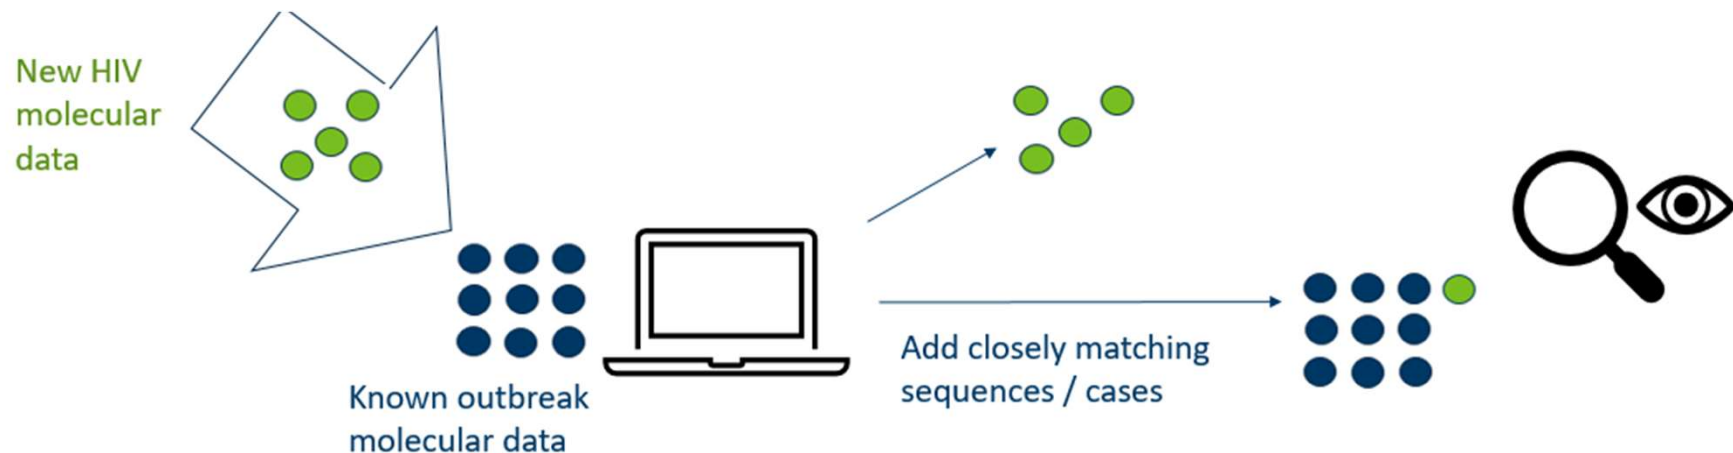 New HIV
molecular
data
Known outbreak
molecular data
Add closely matching
sequences / cases